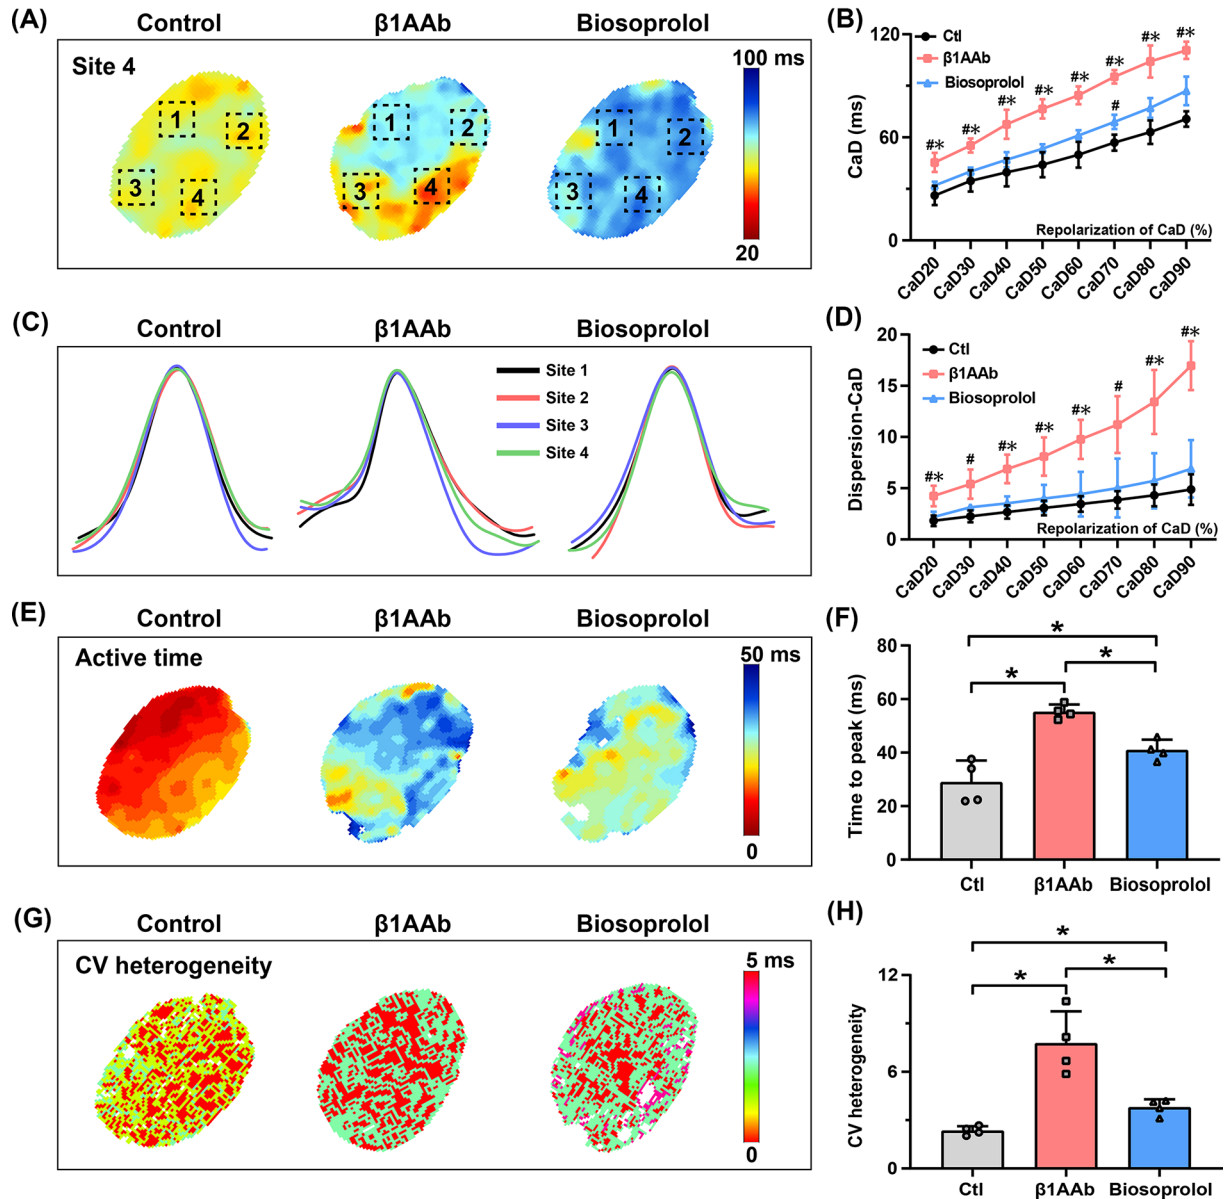 (A)
Control
β1AAb
Biosoprolol
Site 4
1
2
3
4
1
2
3
4
1
2
3
4
100 ms
20
(B)
Ctl
β1AAb
Biosoprolol
CaD (ms)
120
60
0
#* #* #* #* #* #* #* #*
#
Repolarization of CaD (%)
CaD20 CaD30 CaD40 CaD50 CaD60 CaD70 CaD80 CaD90
(C)
Control
β1AAb
Biosoprolol
Site 1
Site 2
Site 3
Site 4
(D)
Ctl
β1AAb
Biosoprolol
Dispersion-CaD
20
15
10
5
0
#* # #* #* #* # #* #*
Repolarization of CaD (%)
CaD20 CaD30 CaD40 CaD50 CaD60 CaD70 CaD80 CaD90
(E)
Control
β1AAb
Biosoprolol
Active time
50 ms
0
(F)
Time to peak (ms)
80
60
40
20
0
*
*
*
Ctl
β1AAb
Biosoprolol
(G)
Control
β1AAb
Biosoprolol
CV heterogeneity
5 ms
0
(H)
CV heterogeneity
12
6
0
*
*
*
Ctl
β1AAb
Biosoprolol